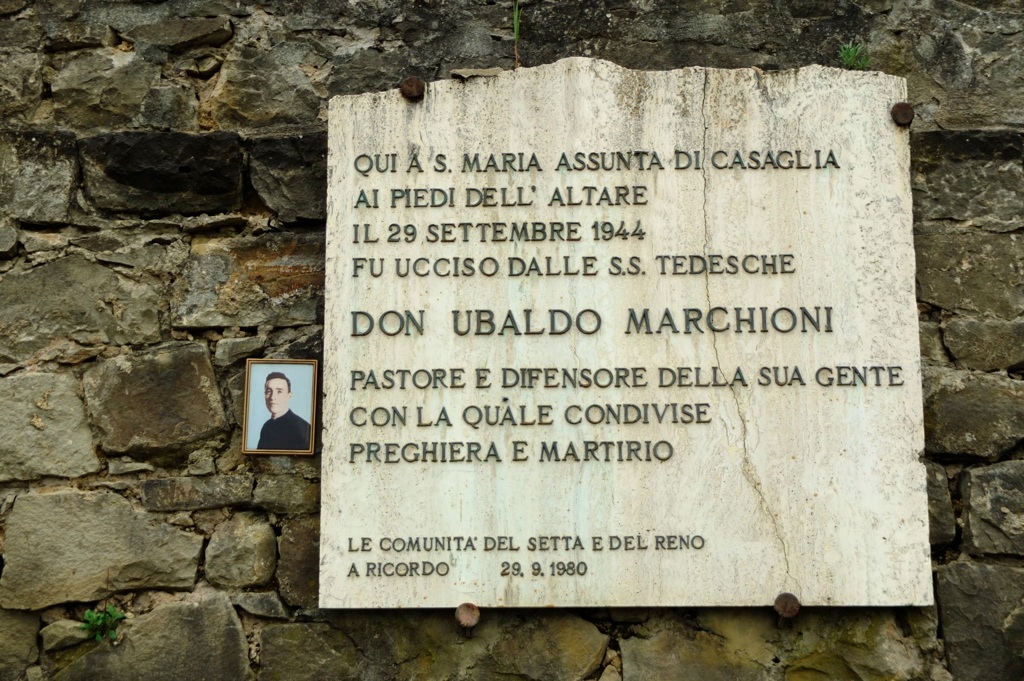 QUI A S. MARIA ASSUNTA DI CASAGLIA
AI PIEDI DELL' ALTARE
IL 29 SETTEMBRE 1944
FU UCCISO DALLE S.S. TEDESCHE
DON UBALDO MARCHIONI
PASTORE E DIFENSORE DELLA SUA GENTE
CON LA QUALE CONDIVISE
PREGHIERA E MARTIRIO
LE COMUNITA' DEL SETTA E DEL RENO
A RICORDO 29. 9. 1980